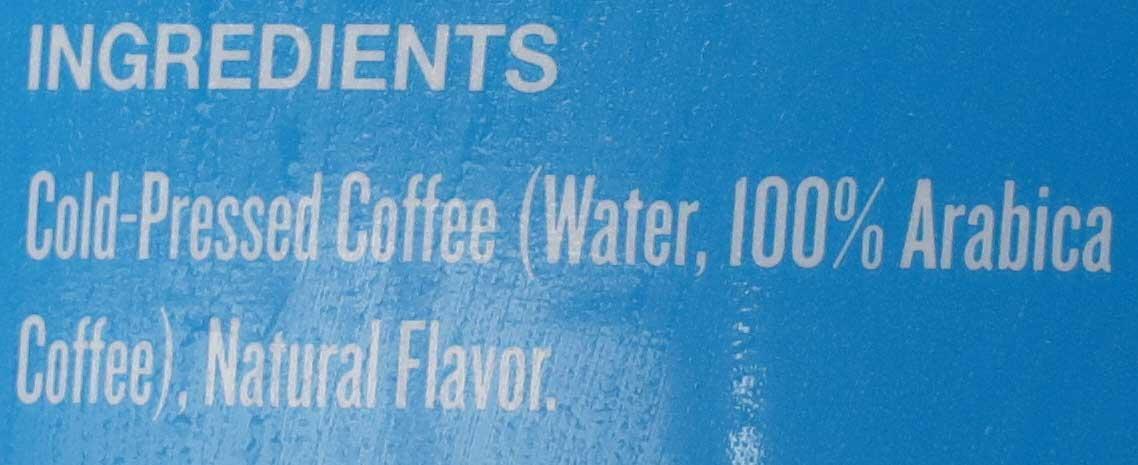 INGREDIENTS
Cold-Pressed Coffee (Water, 100% Arabica
Coffee), Natural Flavor.